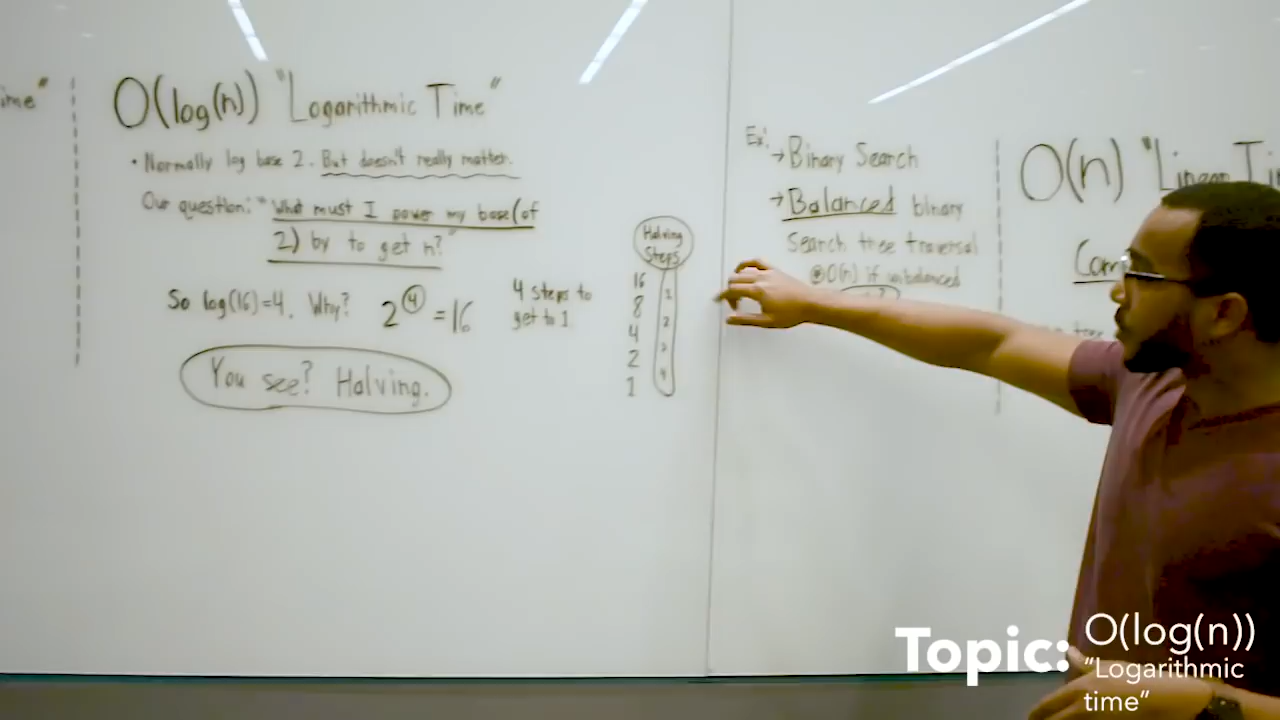 ime"
O(log(n)) "Logarithmic Time"
• Normally log base 2. But doesn't really matter.
Our question: "What must I power my base (of
2) by to get n?"
So log(16)=4. Why? 2^4 = 16
You see? Halving.
4 steps to
get to 1
Halving
Steps
16
1
8
2
4
3
2
4
1
Ex:
→ Binary Search
→ Balanced binary
search tree traversal
O(n) if unbalanced
O(n) "Linear Ti
Com
Topic: O(log(n))
"Logarithmic
time"